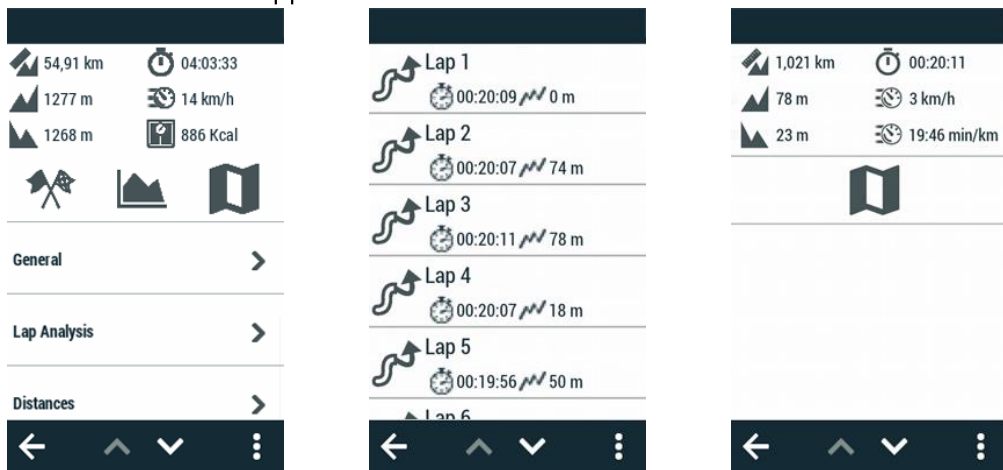 54,91 km 04:03:33
1277 m 14 km/h
1268 m 886 Kcal
General
Lap Analysis
Distances
Lap 1
00:20:09 0 m
Lap 2
00:20:07 74 m
Lap 3
00:20:11 78 m
Lap 4
00:20:07 18 m
Lap 5
00:19:56 50 m
Lap 6
1,021 km 00:20:11
78 m 3 km/h
23 m 19:46 min/km